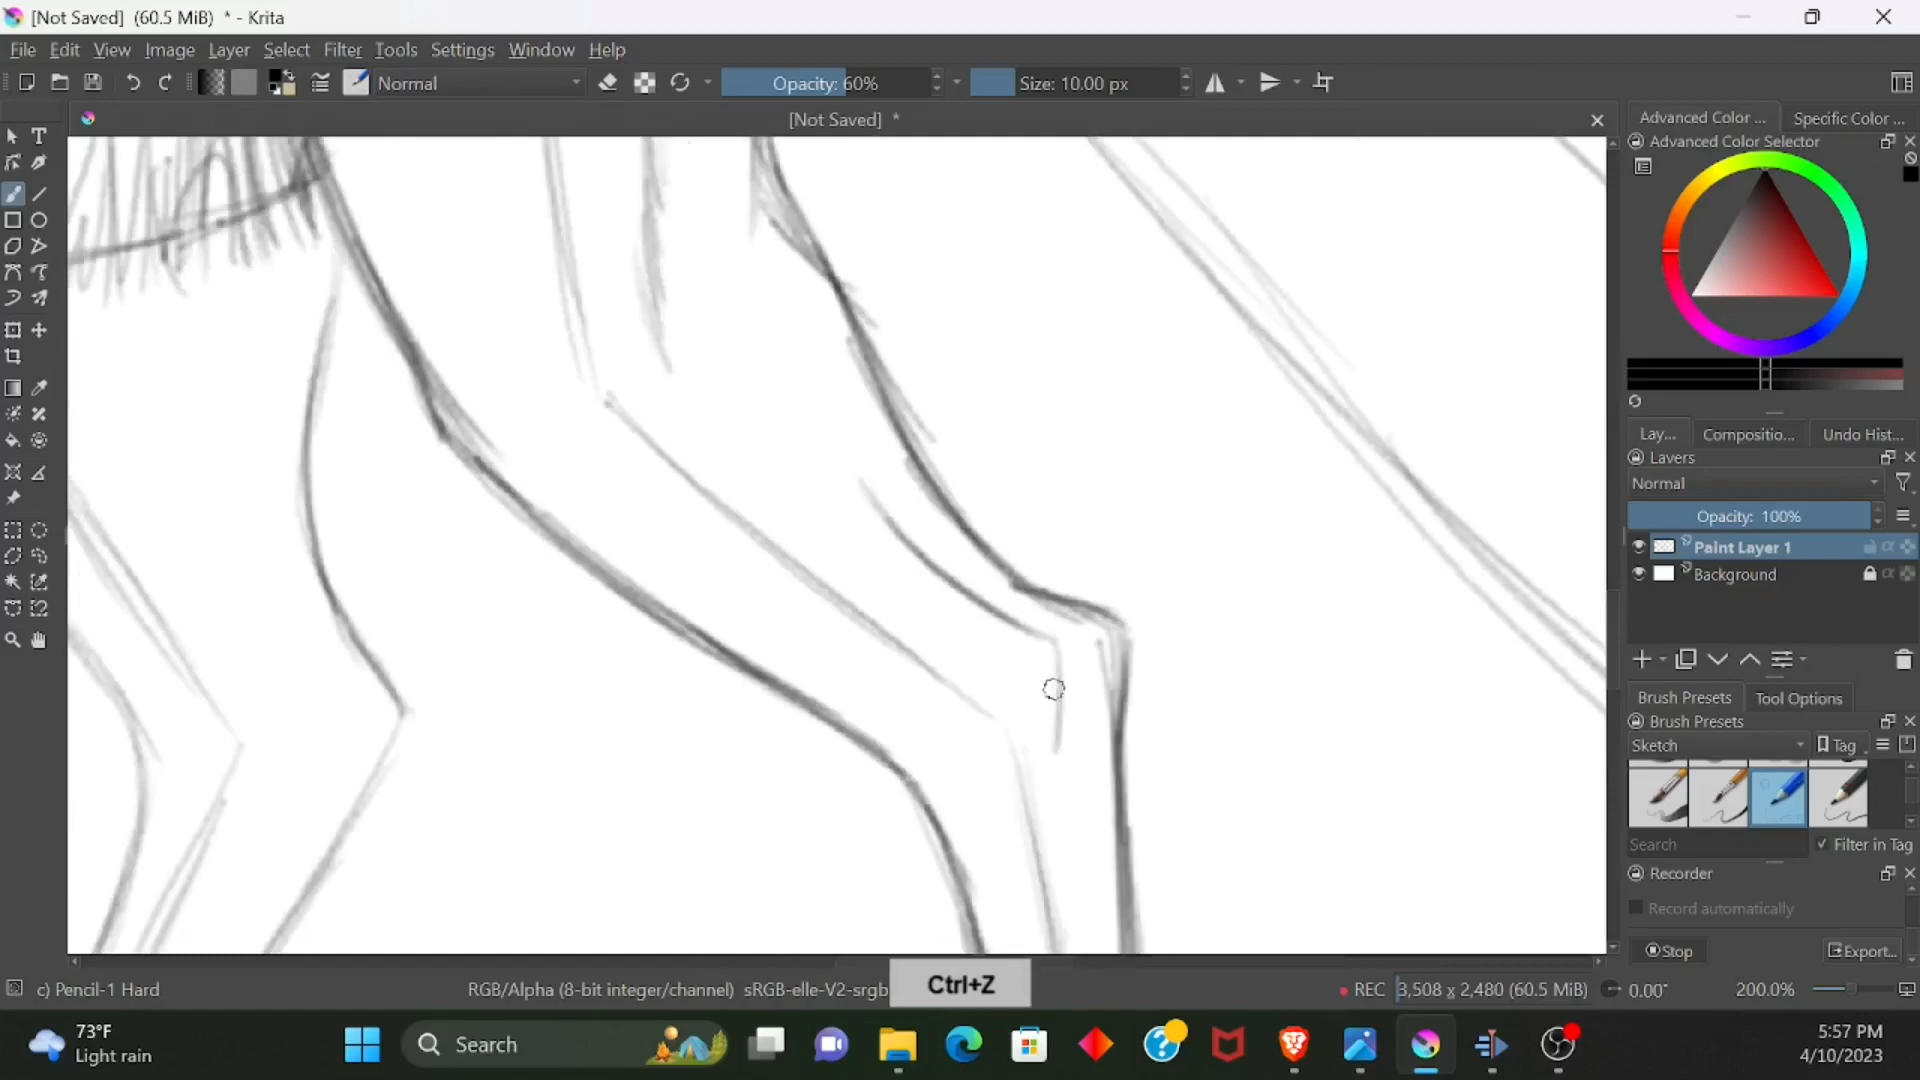 [Not Saved]  (60.5 MiB)  * - Krita
File Edit View Image Layer Select Filter Tools Settings Window Help
Normal Opacity: 60% Size: 10.00 px
[Not Saved]  *
Advanced Color ... Specific Color ...
Advanced Color Selector
Lay... Compositio... Undo Hist...
Layers
Normal
Opacity:  100%
Paint Layer 1
Background
Brush Presets Tool Options
Brush Presets
Sketch Tag
Search Filter in Tag
Recorder
Record automatically
Stop Export...
Ctrl+Z
c) Pencil-1 Hard RGB/Alpha (8-bit integer/channel)  sRGB-elle-V2-srgb REC 3,508 x 2,480 (60.5 MiB) 0.00° 200.0%
73°F
Light rain
Search
5:57 PM
4/10/2023